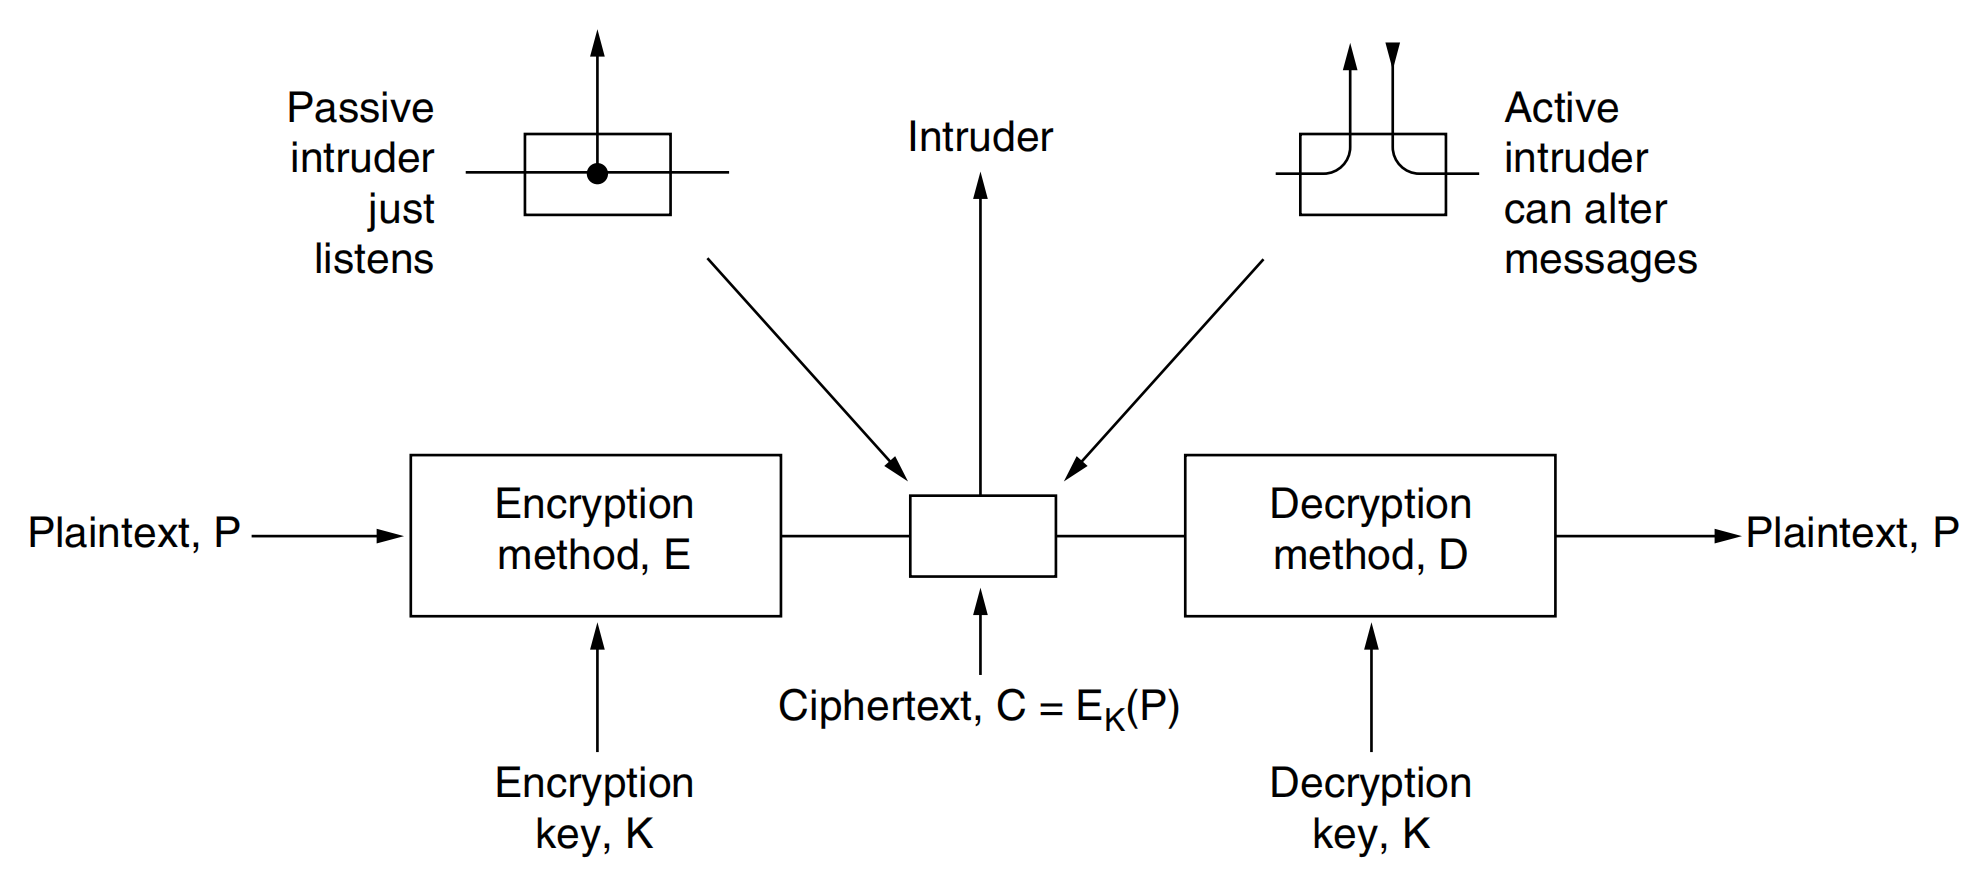 Passive
intruder
just
listens
Intruder
Active
intruder
can alter
messages
Plaintext, P
Encryption
method, E
Decryption
method, D
Plaintext, P
Ciphertext, C = E_K(P)
Encryption
key, K
Decryption
key, K